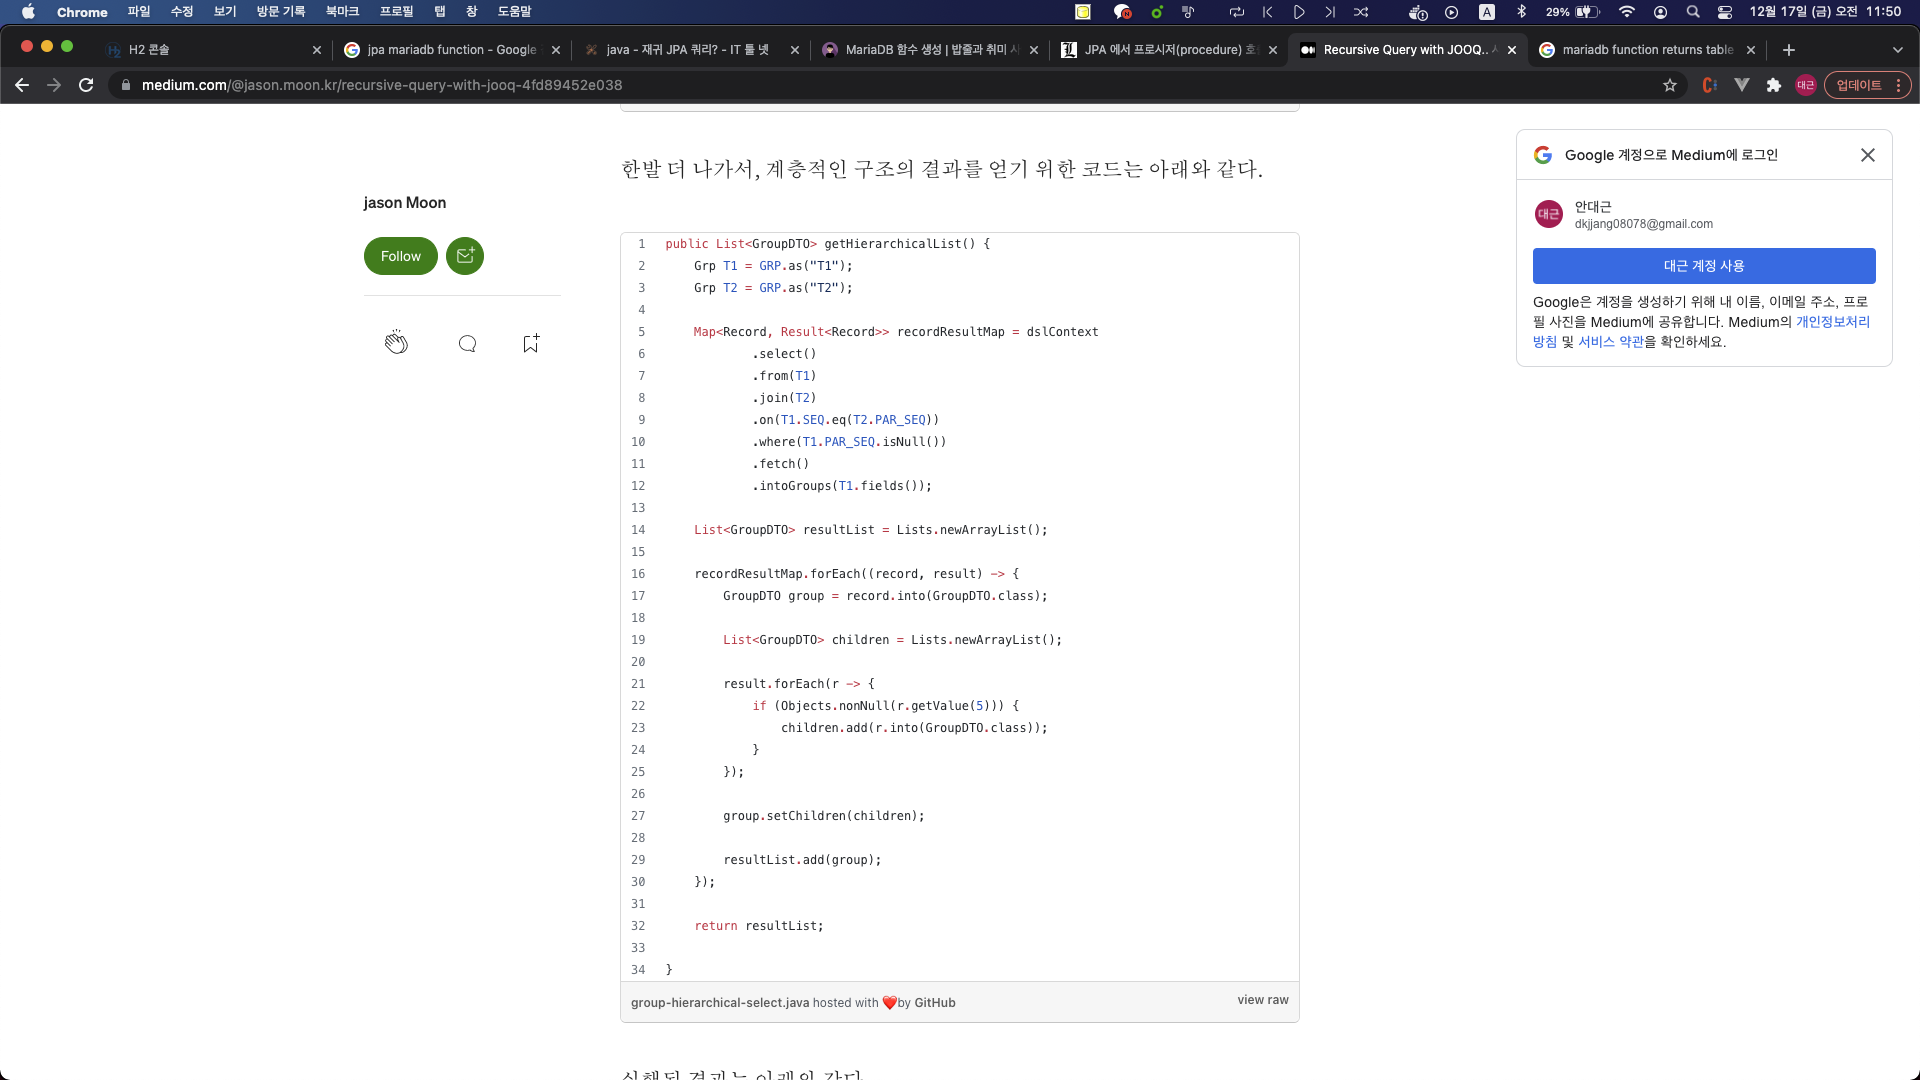 Chrome 파일 수정 보기 방문 기록 북마크 프로필 탭 창 도움말 A 29% 12월 17일 (금) 오전 11:50
H2 콘솔 jpa mariadb function - Google java - 재귀 JPA 쿼리? - IT 툴 넷 MariaDB 함수 생성 | 밥줄과 취미 JPA 에서 프로시저(procedure) Recursive Query with JOOQ.. mariadb function returns table
medium.com/@jason.moon.kr/recursive-query-with-jooq-4fd89452e038 대근 업데이트
한발 더 나가서, 계층적인 구조의 결과를 얻기 위한 코드는 아래와 같다.
jason Moon
Follow
1 public List<GroupDTO> getHierarchicalList() {
2 Grp T1 = GRP.as("T1");
3 Grp T2 = GRP.as("T2");
4
5 Map<Record, Result<Record>> recordResultMap = dslContext
6 .select()
7 .from(T1)
8 .join(T2)
9 .on(T1.SEQ.eq(T2.PAR_SEQ))
10 .where(T1.PAR_SEQ.isNull())
11 .fetch()
12 .intoGroups(T1.fields());
13
14 List<GroupDTO> resultList = Lists.newArrayList();
15
16 recordResultMap.forEach((record, result) -> {
17 GroupDTO group = record.into(GroupDTO.class);
18
19 List<GroupDTO> children = Lists.newArrayList();
20
21 result.forEach(r -> {
22 if (Objects.nonNull(r.getValue(5))) {
23 children.add(r.into(GroupDTO.class));
24 }
25 });
26
27 group.setChildren(children);
28
29 resultList.add(group);
30 });
31
32 return resultList;
33
34 }
group-hierarchical-select.java hosted with ❤ by GitHub view raw
Google 계정으로 Medium에 로그인
대근
안대근
dkjjang08078@gmail.com
대근 계정 사용
Google은 계정을 생성하기 위해 내 이름, 이메일 주소, 프로
필 사진을 Medium에 공유합니다. Medium의 개인정보처리
방침 및 서비스 약관을 확인하세요.